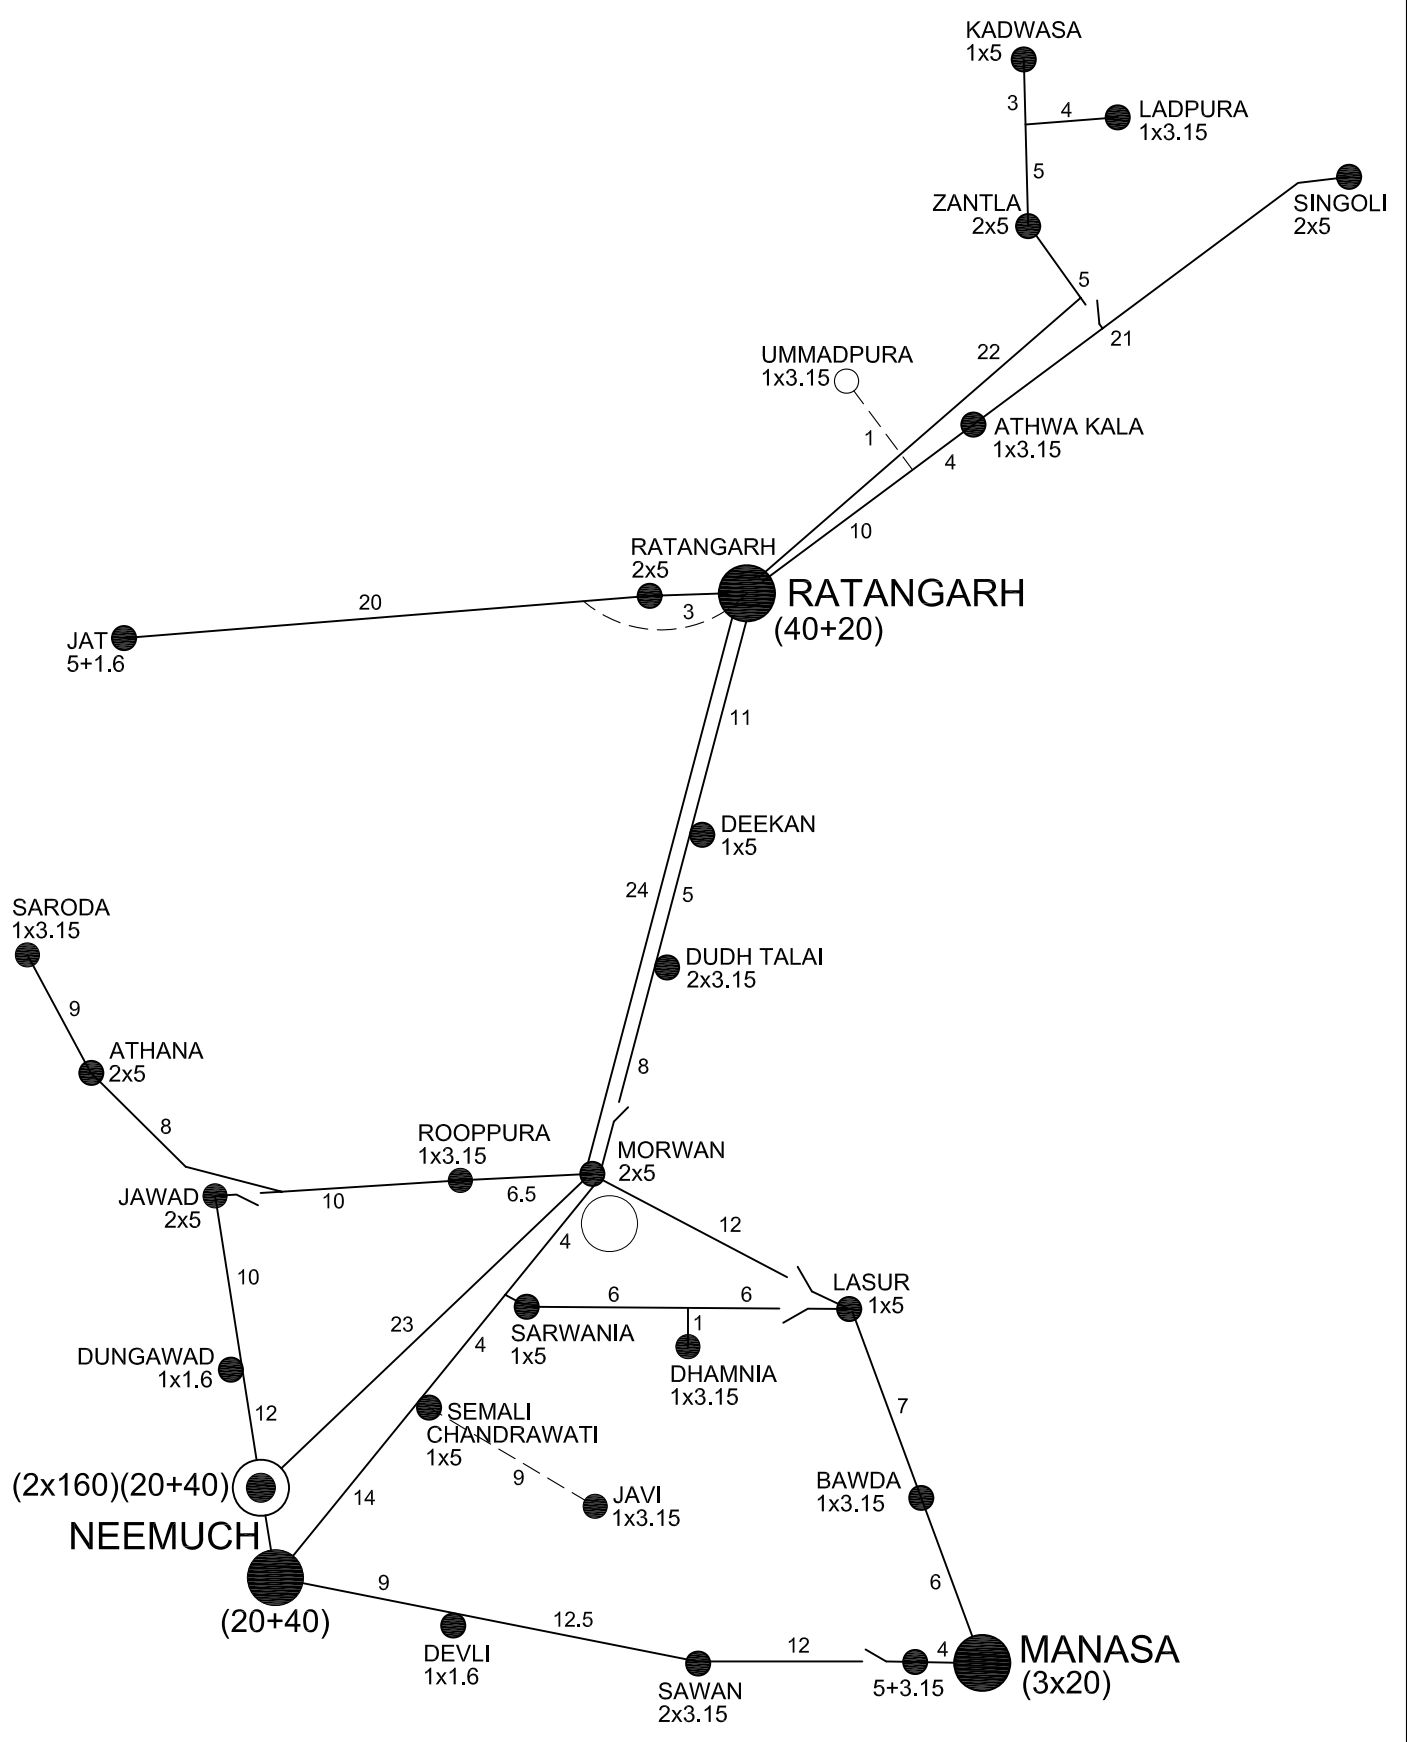 KADWASA
1x5
3
4
LADPURA
1x3.15
5
ZANTLA
2x5
SINGOLI
2x5
5
21
22
UMMADPURA
1x3.15
1
ATHWA KALA
1x3.15
4
10
RATANGARH
2x5
RATANGARH
(40+20)
20
3
JAT
5+1.6
11
DEEKAN
1x5
24
5
SARODA
1x3.15
DUDH TALAI
2x3.15
9
ATHANA
2x5
8
8
ROOPPURA
1x3.15
MORWAN
2x5
JAWAD
2x5
10
6.5
12
4
10
LASUR
1x5
6
6
23
SARWANIA
1x5
4
1
DUNGAWAD
1x1.6
DHAMNIA
1x3.15
12
SEMALI
CHANDRAWATI
1x5
7
9
(2x160)(20+40)
14
JAVI
1x3.15
BAWDA
1x3.15
NEEMUCH
(20+40)
9
12.5
6
DEVLI
1x1.6
12
4
MANASA
(3x20)
SAWAN
2x3.15
5+3.15